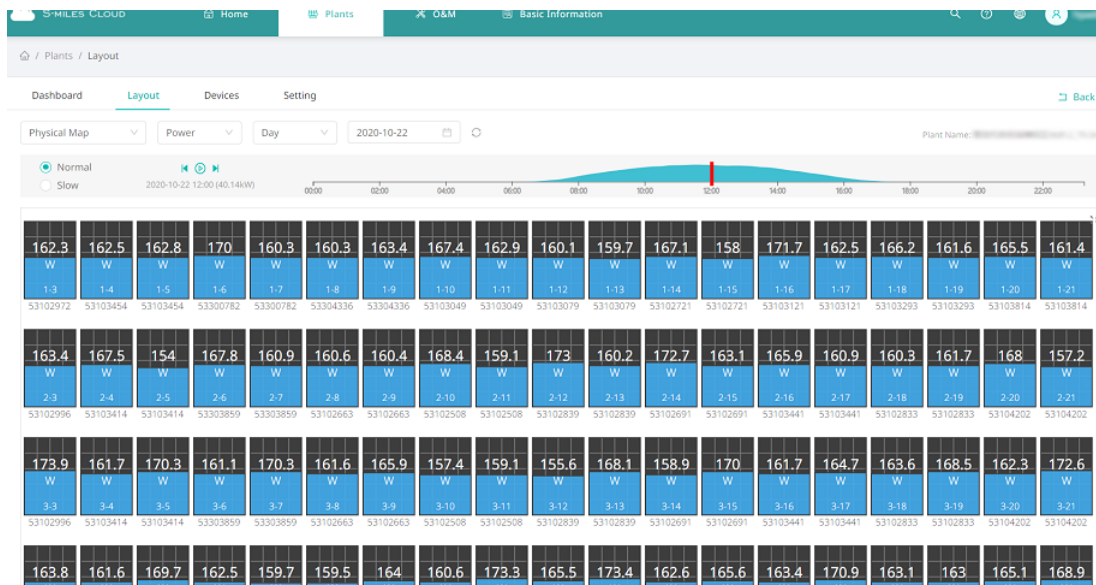 S-MILES CLOUD Home Plants O&M Basic Information
/ Plants / Layout
Dashboard Layout Devices Setting Back
Physical Map Power Day 2020-10-22 Plant Name:
Normal
Slow 2020-10-22 12:00 (40.14kW) 00:00 02:00 04:00 06:00 08:00 10:00 12:00 14:00 16:00 18:00 20:00 22:00
162.3 162.5 162.8 170 160.3 160.3 163.4 167.4 162.9 160.1 159.7 167.1 158 171.7 162.5 166.2 161.6 165.5 161.4
W W W W W W W W W W W W W W W W W W W
1-3 1-4 1-5 1-6 1-7 1-8 1-9 1-10 1-11 1-12 1-13 1-14 1-15 1-16 1-17 1-18 1-19 1-20 1-21
53102972 53103454 53103454 53300782 53300782 53304336 53304336 53103049 53103049 53103079 53103079 53102721 53102721 53103121 53103121 53103293 53103293 53103814 53103814
163.4 167.5 154 167.8 160.9 160.6 160.4 168.4 159.1 173 160.2 172.7 163.1 165.9 160.9 160.3 161.7 168 157.2
W W W W W W W W W W W W W W W W W W W
2-3 2-4 2-5 2-6 2-7 2-8 2-9 2-10 2-11 2-12 2-13 2-14 2-15 2-16 2-17 2-18 2-19 2-20 2-21
53102996 53103414 53103414 53303859 53303859 53102663 53102663 53102508 53102508 53102839 53102839 53102691 53102691 53103441 53103441 53102833 53102833 53104202 53104202
173.9 161.7 170.3 161.1 170.3 161.6 165.9 157.4 159.1 155.6 168.1 158.9 170 161.7 164.7 163.6 168.5 162.3 172.6
W W W W W W W W W W W W W W W W W W W
3-3 3-4 3-5 3-6 3-7 3-8 3-9 3-10 3-11 3-12 3-13 3-14 3-15 3-16 3-17 3-18 3-19 3-20 3-21
53102996 53103414 53103414 53303859 53303859 53102663 53102663 53102508 53102508 53102839 53102839 53102691 53102691 53103441 53103441 53102833 53102833 53104202 53104202
163.8 161.6 169.7 162.5 159.7 159.5 164 160.6 173.3 165.5 173.4 162.6 165.6 163.4 170.9 163.1 163 165.1 168.9